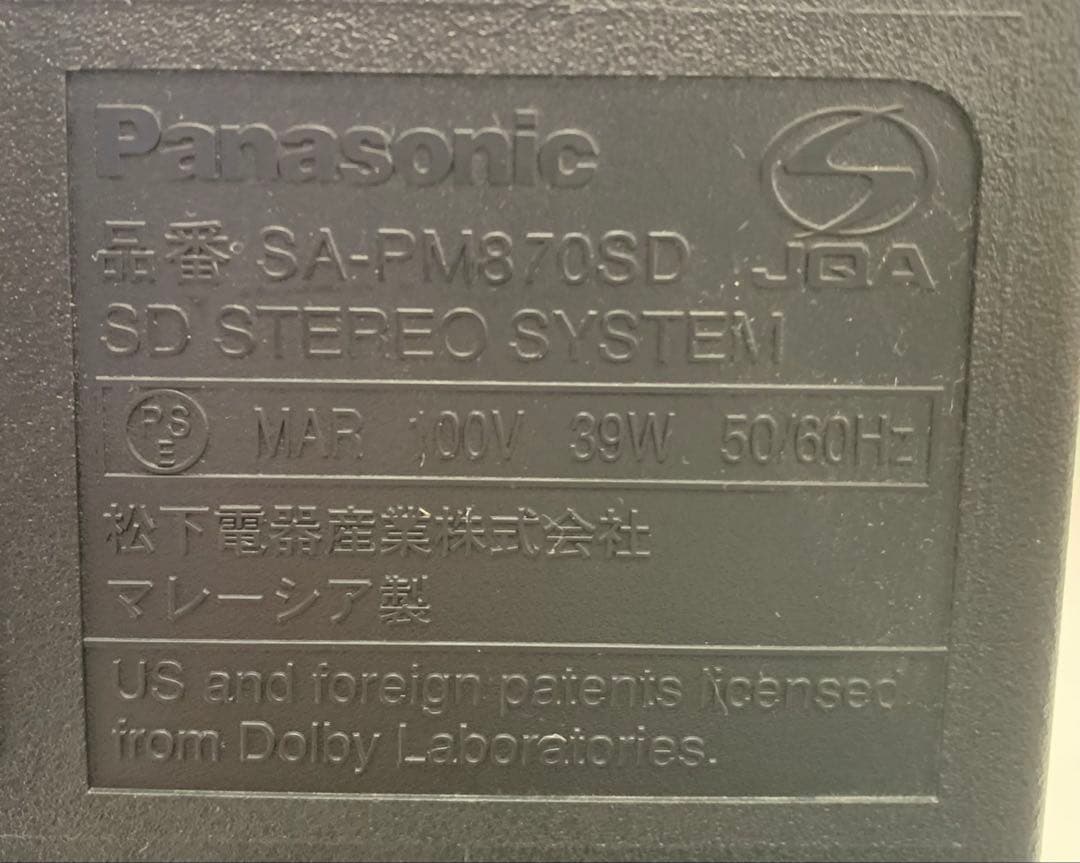 Panasonic
品番 SA-PM870SD
JQA
SD STEREO SYSTEM
PSE MAR 100V 39W 50/60Hz
松下電器産業株式会社
マレーシア製
US and foreign patents licensed
from Dolby Laboratories.